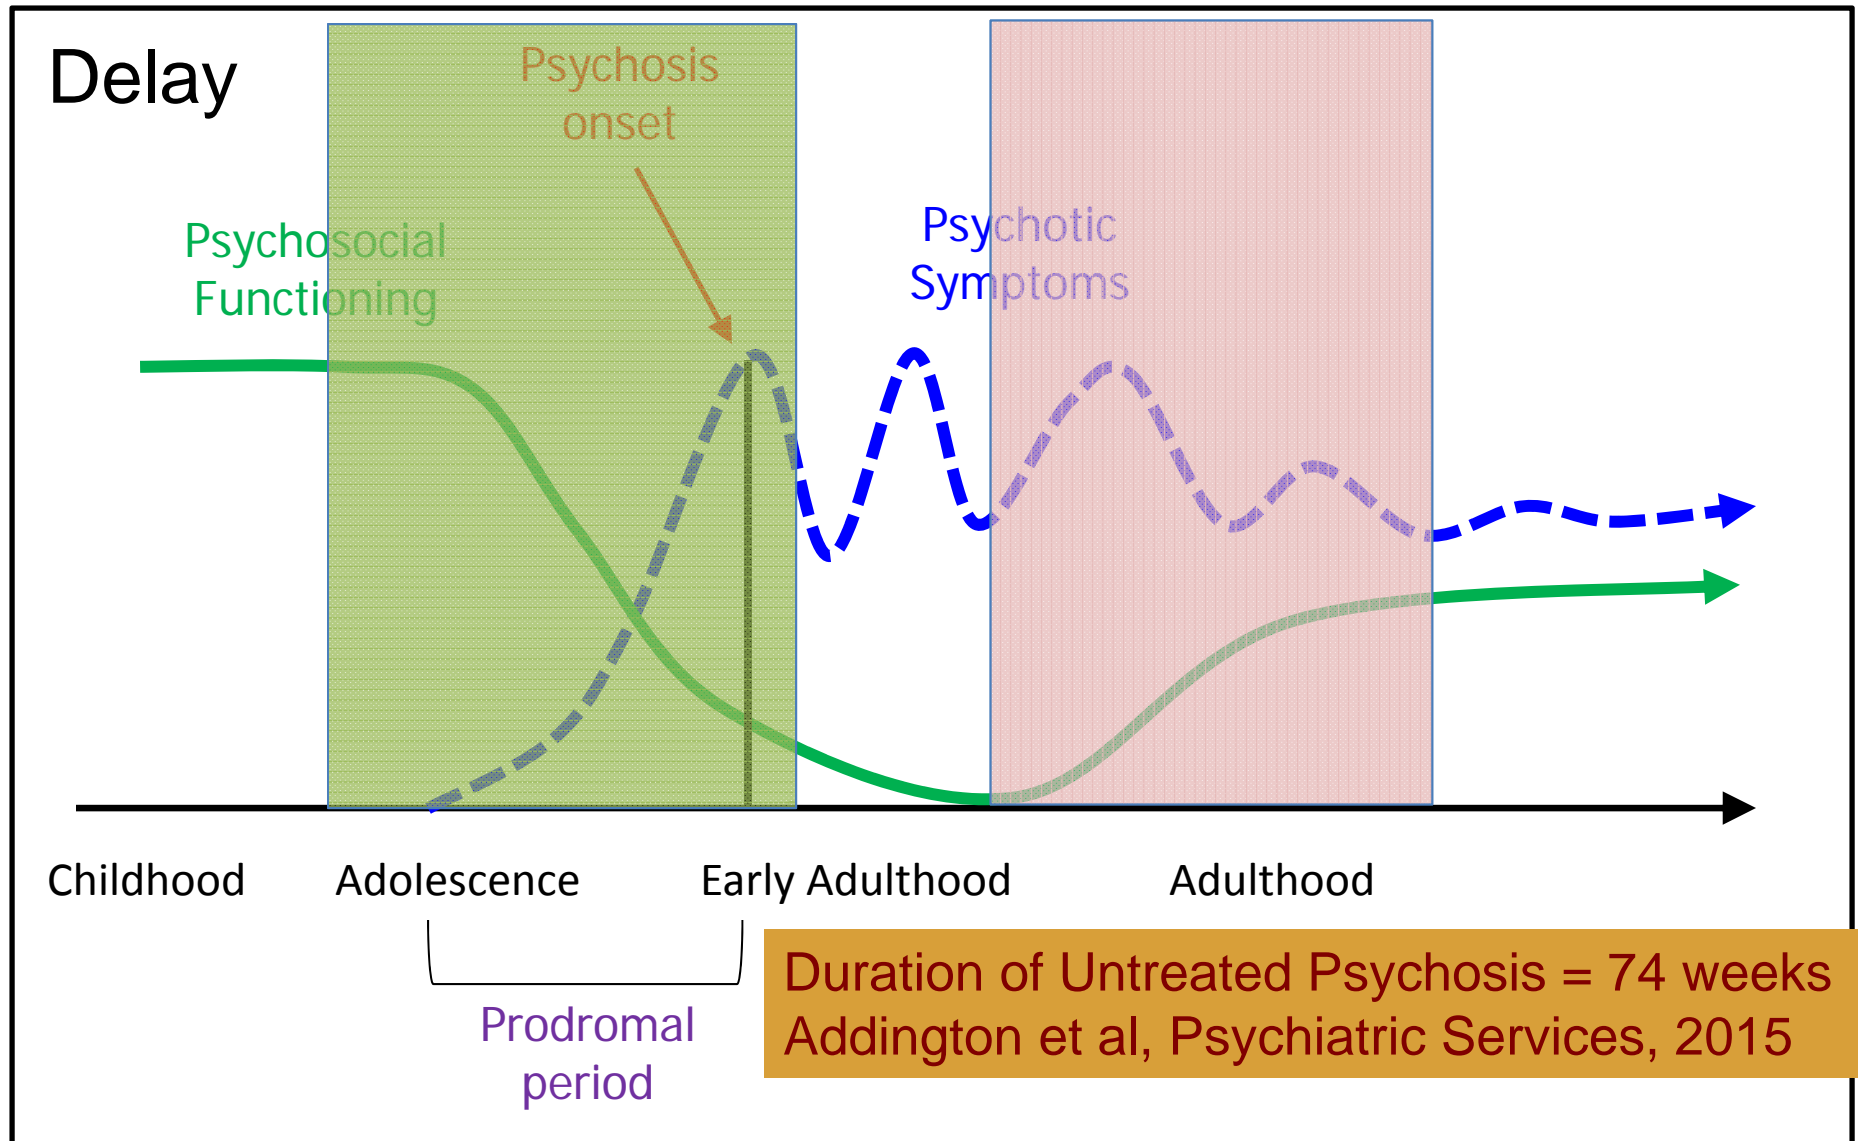 Delay
Psychosis
onset
Psychosocial
Functioning
Psychotic
Symptoms
Childhood
Adolescence
Early Adulthood
Adulthood
Prodromal
period
Duration of Untreated Psychosis = 74 weeks
Addington et al, Psychiatric Services, 2015